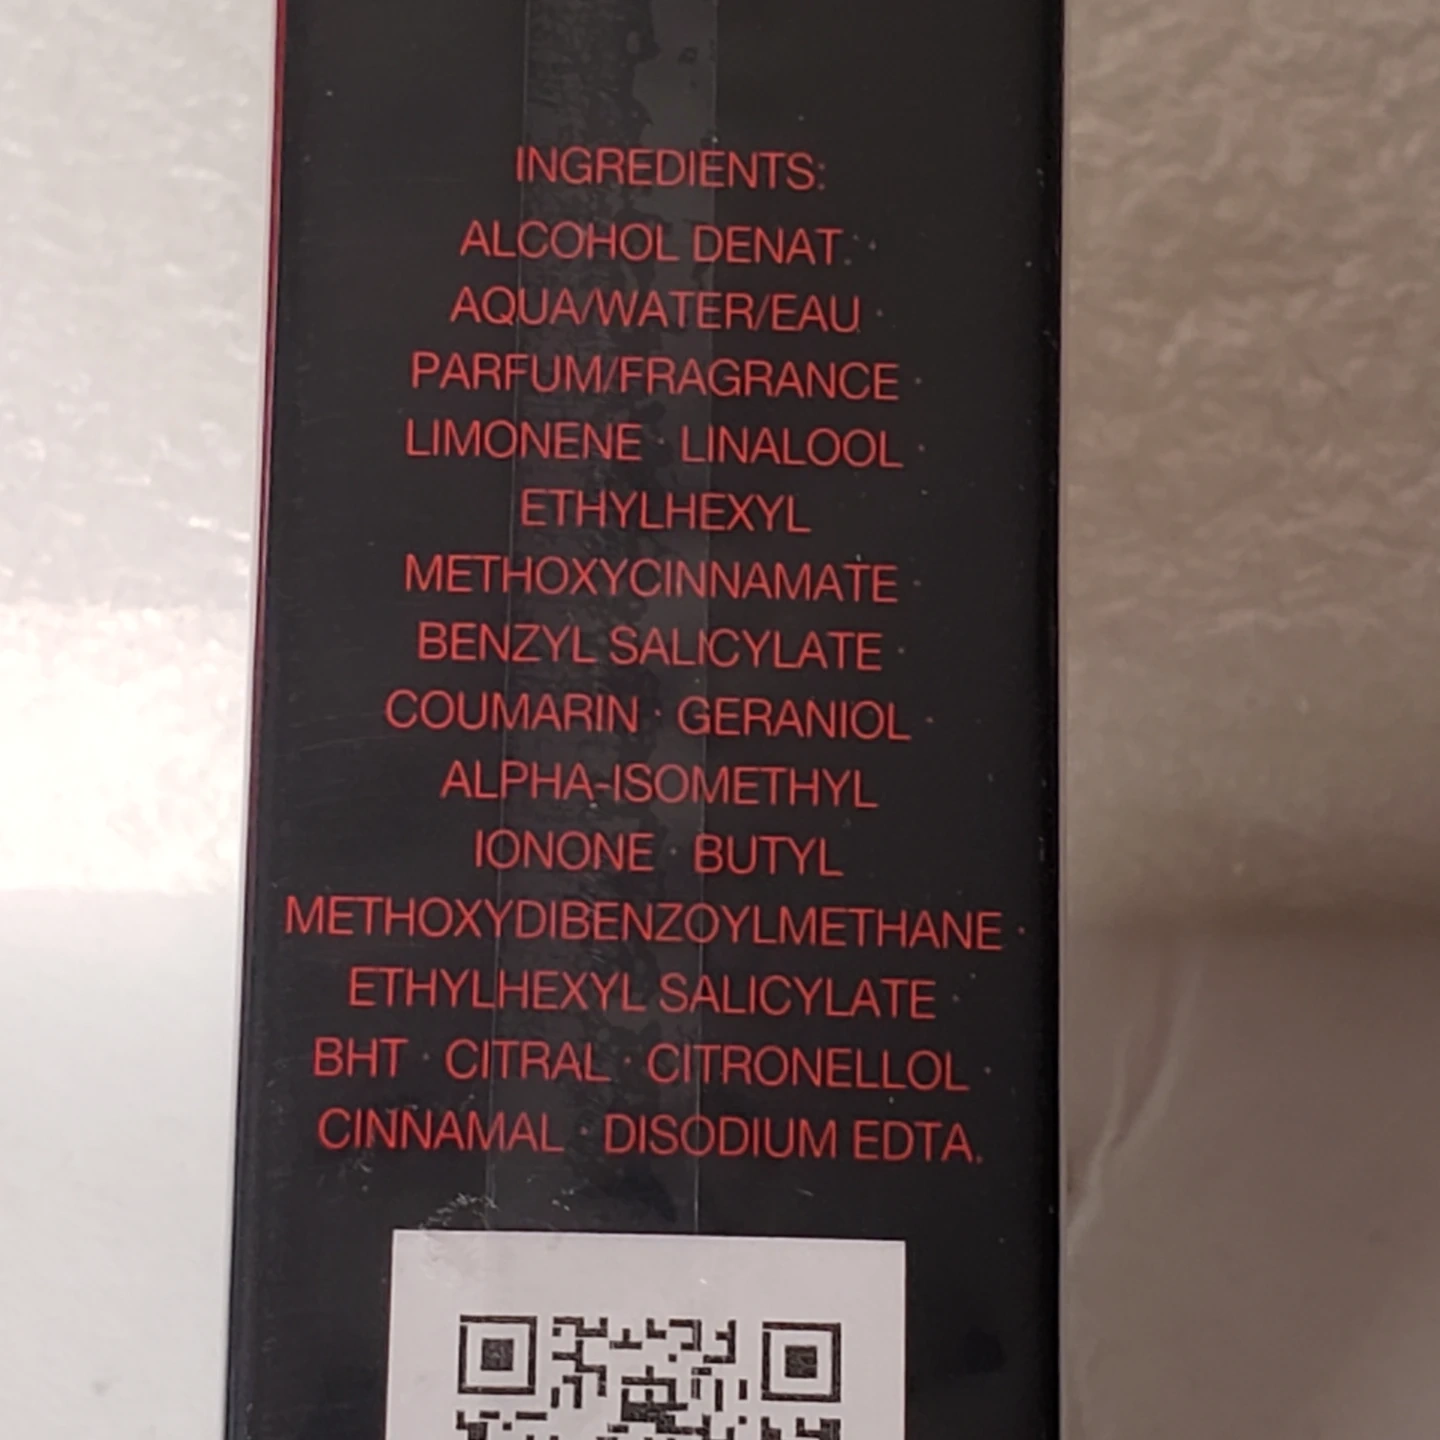 INGREDIENTS:
ALCOHOL DENAT. ·
AQUA/WATER/EAU ·
PARFUM/FRAGRANCE ·
LIMONENE · LINALOOL ·
ETHYLHEXYL
METHOXYCINNAMATE ·
BENZYL SALICYLATE ·
COUMARIN · GERANIOL ·
ALPHA-ISOMETHYL
IONONE · BUTYL
METHOXYDIBENZOYLMETHANE ·
ETHYLHEXYL SALICYLATE ·
BHT · CITRAL · CITRONELLOL ·
CINNAMAL · DISODIUM EDTA.